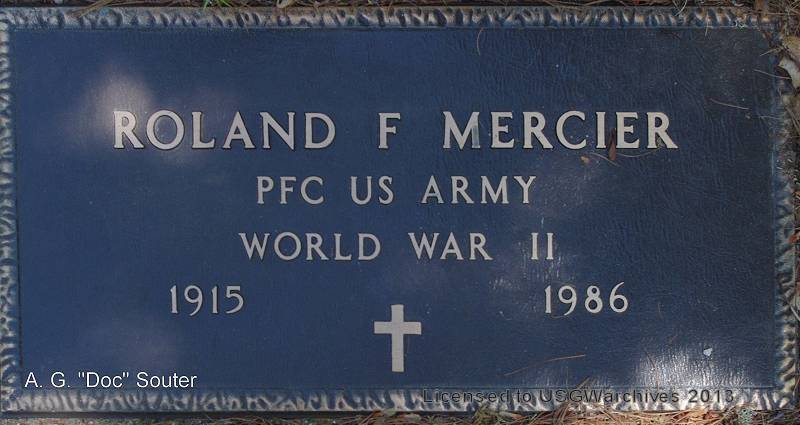 ROLAND F MERCIER
PFC US ARMY
WORLD WAR II
1915 1986
A. G. "Doc" Souter
Licensed to USGWarchives 2013